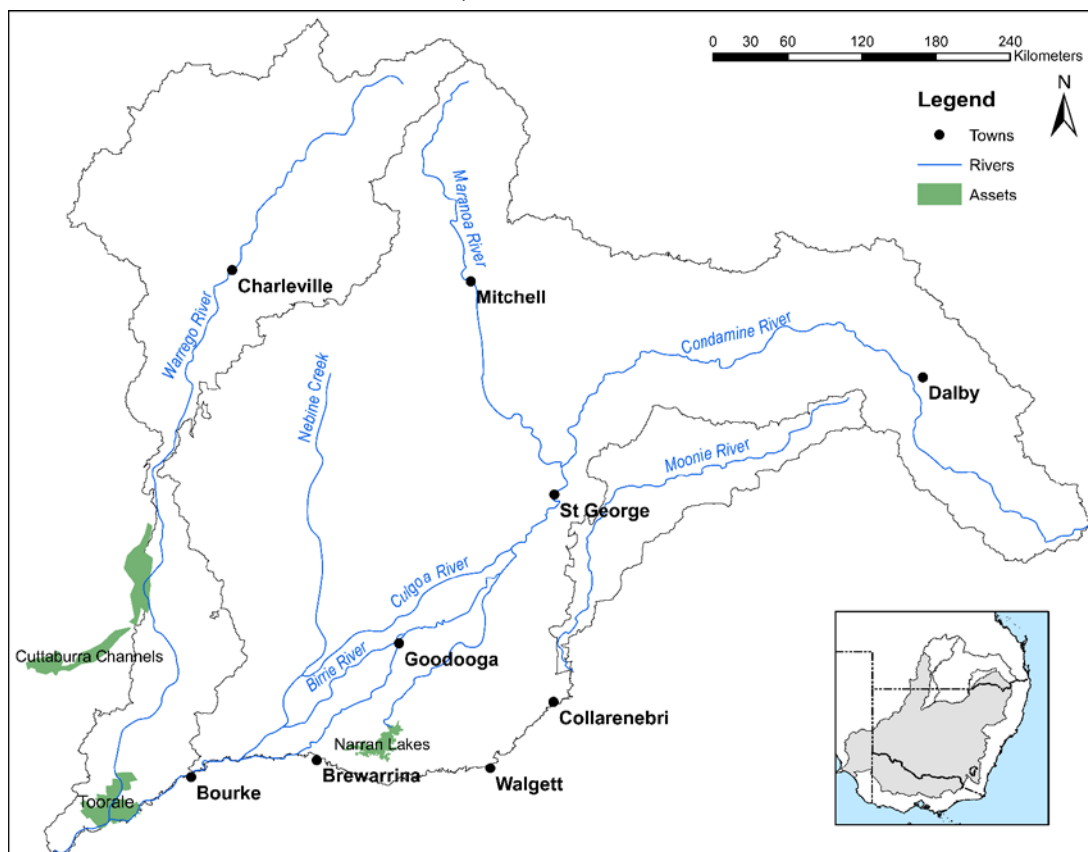 0 30 60 120 180 240
Kilometers
N
Legend
Towns
Rivers
Assets
Maranoa River
Charleville
Mitchell
Warrego River
Condamine River
Nebine Creek
Dalby
Moonie River
St George
Culgoa River
Cuttaburra Channels
Birrie River
Goodooga
Collarenebri
Narran Lakes
Brewarrina
Walgett
Bourke
Toorale